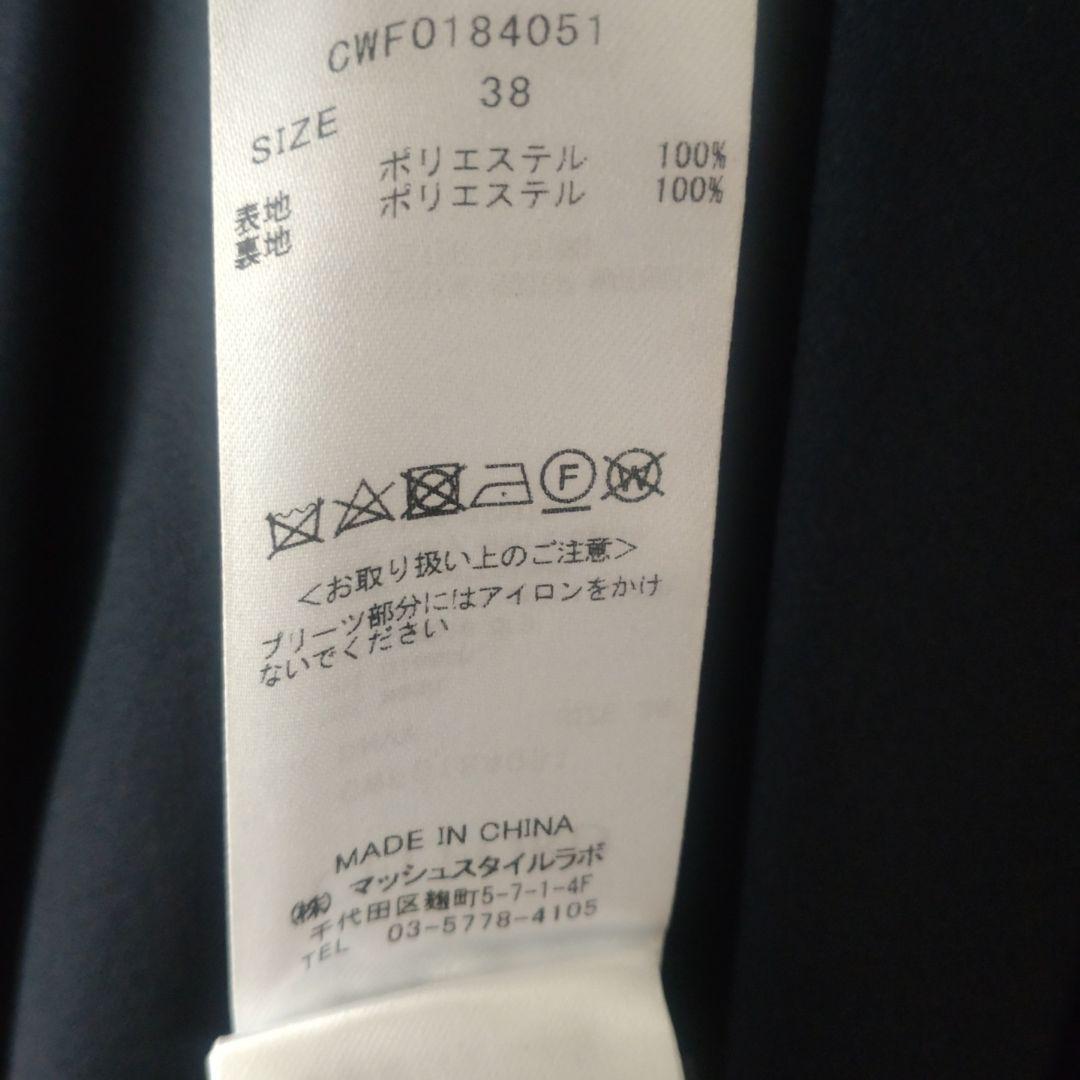 CWF0184051
SIZE 38
表地 ポリエステル 100%
裏地 ポリエステル 100%
F W
＜お取り扱い上のご注意＞
プリーツ部分にはアイロンをかけ
ないでください
MADE IN CHINA
(株) マッシュスタイルラボ
千代田区麹町5-7-1-4F
TEL 03-5778-4105